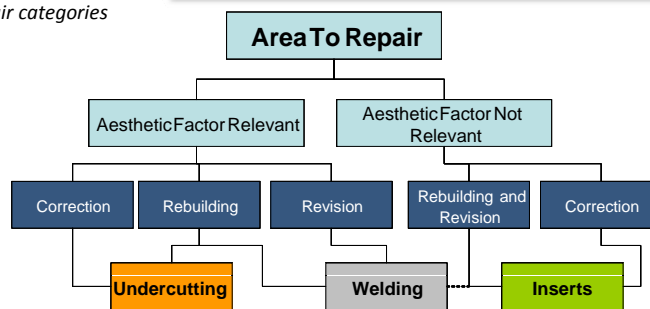 ir categories
Area To Repair
Aesthetic Factor Relevant
Aesthetic Factor Not
Relevant
Correction
Rebuilding
Revision
Rebuilding and
Revision
Correction
Undercutting
Welding
Inserts